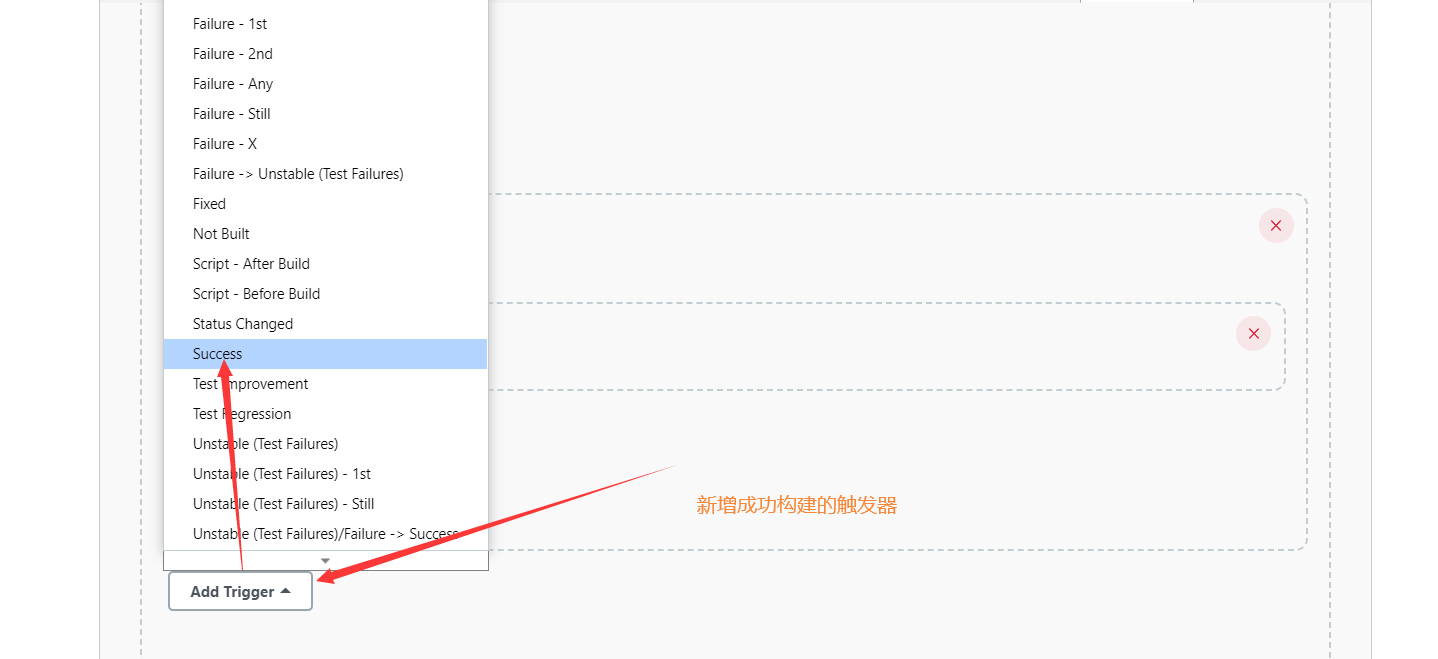 Failure - 1st
Failure - 2nd
Failure - Any
Failure - Still
Failure - X
Failure -> Unstable (Test Failures)
Fixed
Not Built
Script - After Build
Script - Before Build
Status Changed
Success
Test Improvement
Test Regression
Unstable (Test Failures)
Unstable (Test Failures) - 1st
Unstable (Test Failures) - Still
新增成功构建的触发器
Unstable (Test Failures)/Failure -> Success
Add Trigger